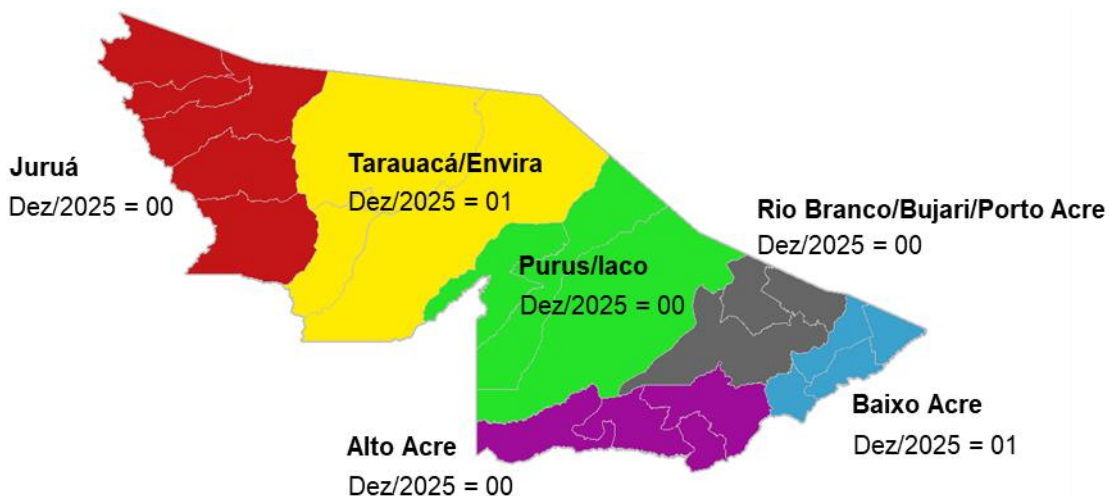 Juruá
Dez/2025 = 00
Tarauacá/Envira
Dez/2025 = 01
Rio Branco/Bujari/Porto Acre
Dez/2025 = 00
Purus/Iaco
Dez/2025 = 00
Baixo Acre
Dez/2025 = 01
Alto Acre
Dez/2025 = 00